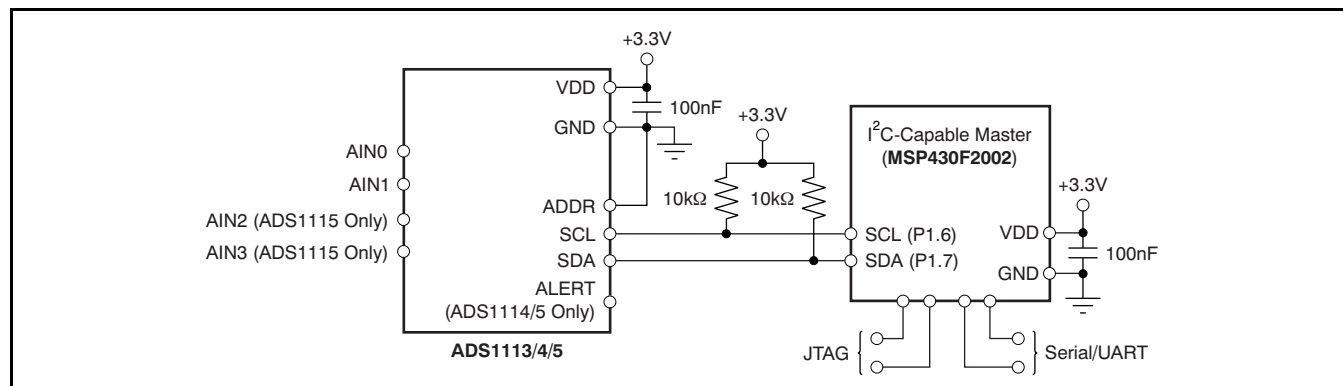 +3.3V
VDD
100nF
GND
AIN0
AIN1
AIN2 (ADS1115 Only)
AIN3 (ADS1115 Only)
ADDR
SCL
SDA
ALERT
(ADS1114/5 Only)
ADS1113/4/5
+3.3V
10kΩ
10kΩ
I²C-Capable Master
(MSP430F2002)
SCL (P1.6)
SDA (P1.7)
+3.3V
VDD
100nF
GND
JTAG
Serial/UART